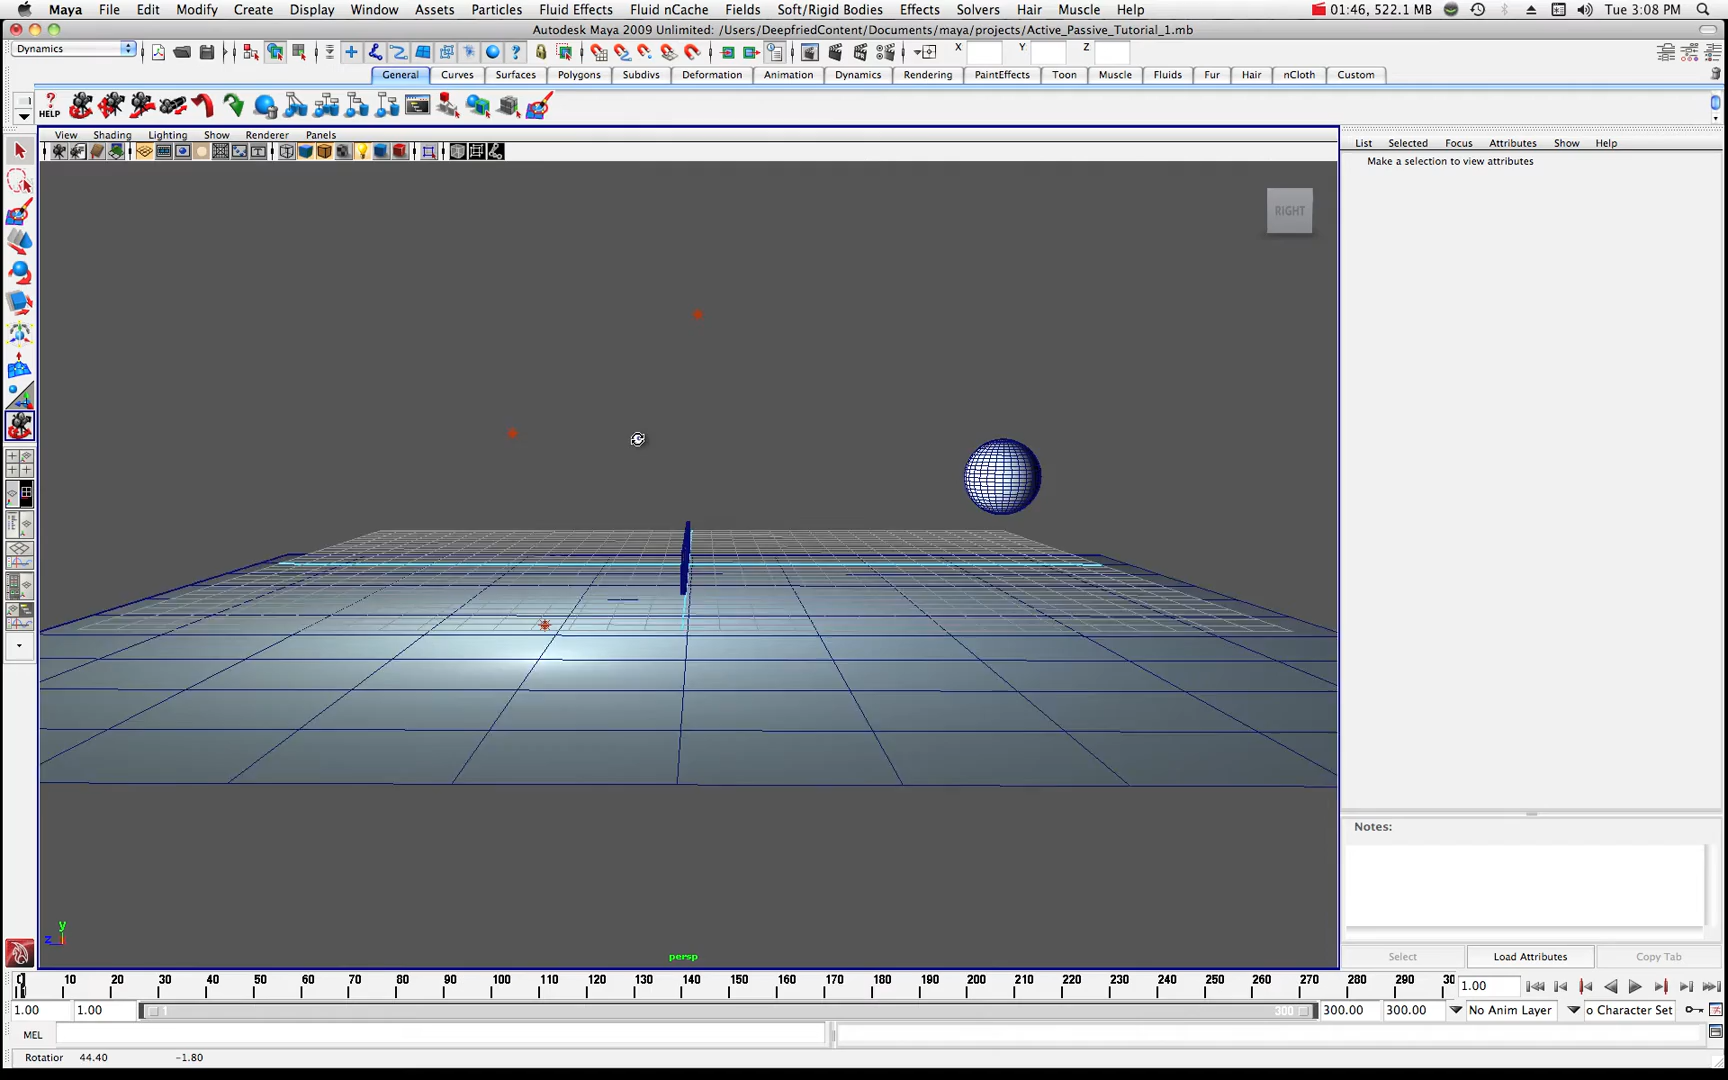 Maya File Edit Modify Create Display Window Assets Particles Fluid Effects Fluid nCache Fields Soft/Rigid Bodies Effects Solvers Hair Muscle Help 01:46, 522.1 MB Tue 3:08 PM
Autodesk Maya 2009 Unlimited: /Users/DeepfriedContent/Documents/maya/projects/Active_Passive_Tutorial_1.mb
Dynamics X Y Z
General Curves Surfaces Polygons Subdivs Deformation Animation Dynamics Rendering PaintEffects Toon Muscle Fluids Fur Hair nCloth Custom
HELP
View Shading Lighting Show Renderer Panels
List Selected Focus Attributes Show Help
Make a selection to view attributes
RIGHT
Notes:
y
z
persp
Select Load Attributes Copy Tab
10 20 30 40 50 60 70 80 90 100 110 120 130 140 150 160 170 180 190 200 210 220 230 240 250 260 270 280 290 30 1.00
1.00 1.00 1 300 300.00 300.00 No Anim Layer o Character Set
MEL
Rotatior 44.40 -1.80